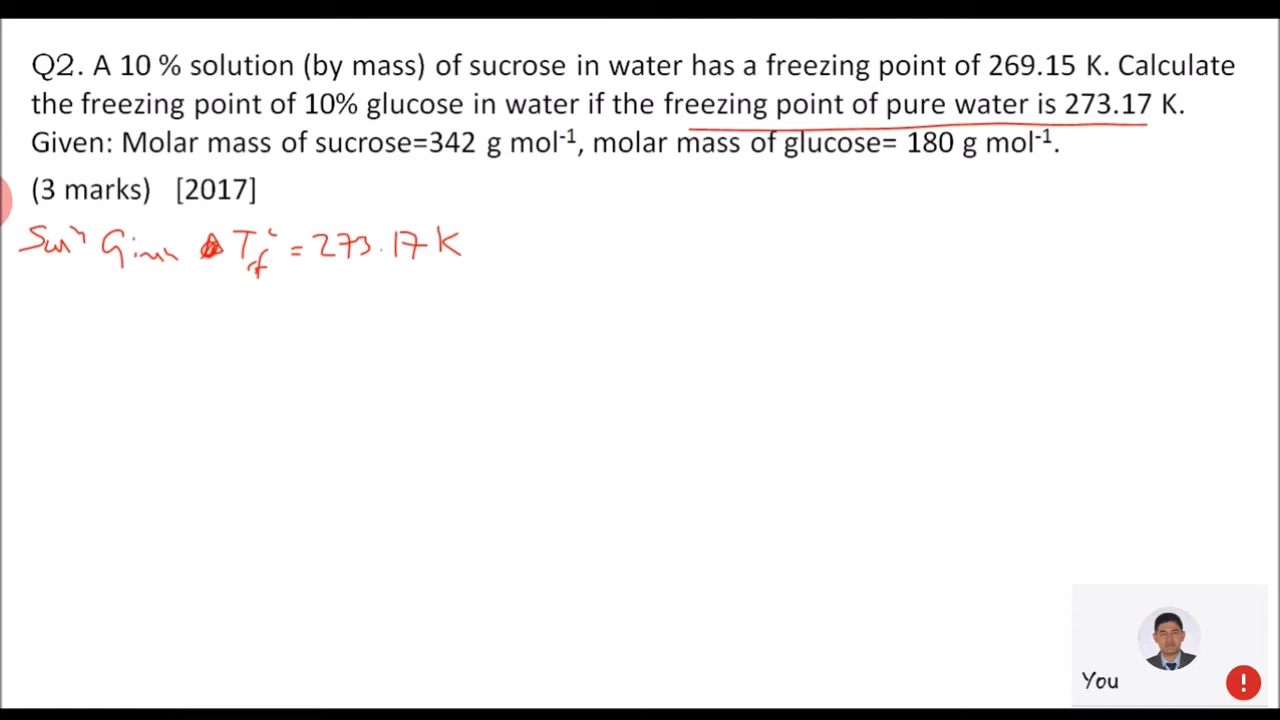 Q2. A 10 % solution (by mass) of sucrose in water has a freezing point of 269.15 K. Calculate
the freezing point of 10% glucose in water if the freezing point of pure water is 273.17 K.
Given: Molar mass of sucrose=342 g mol-1, molar mass of glucose= 180 g mol-1.
(3 marks) [2017]
Given Tf° = 273.17 K
You